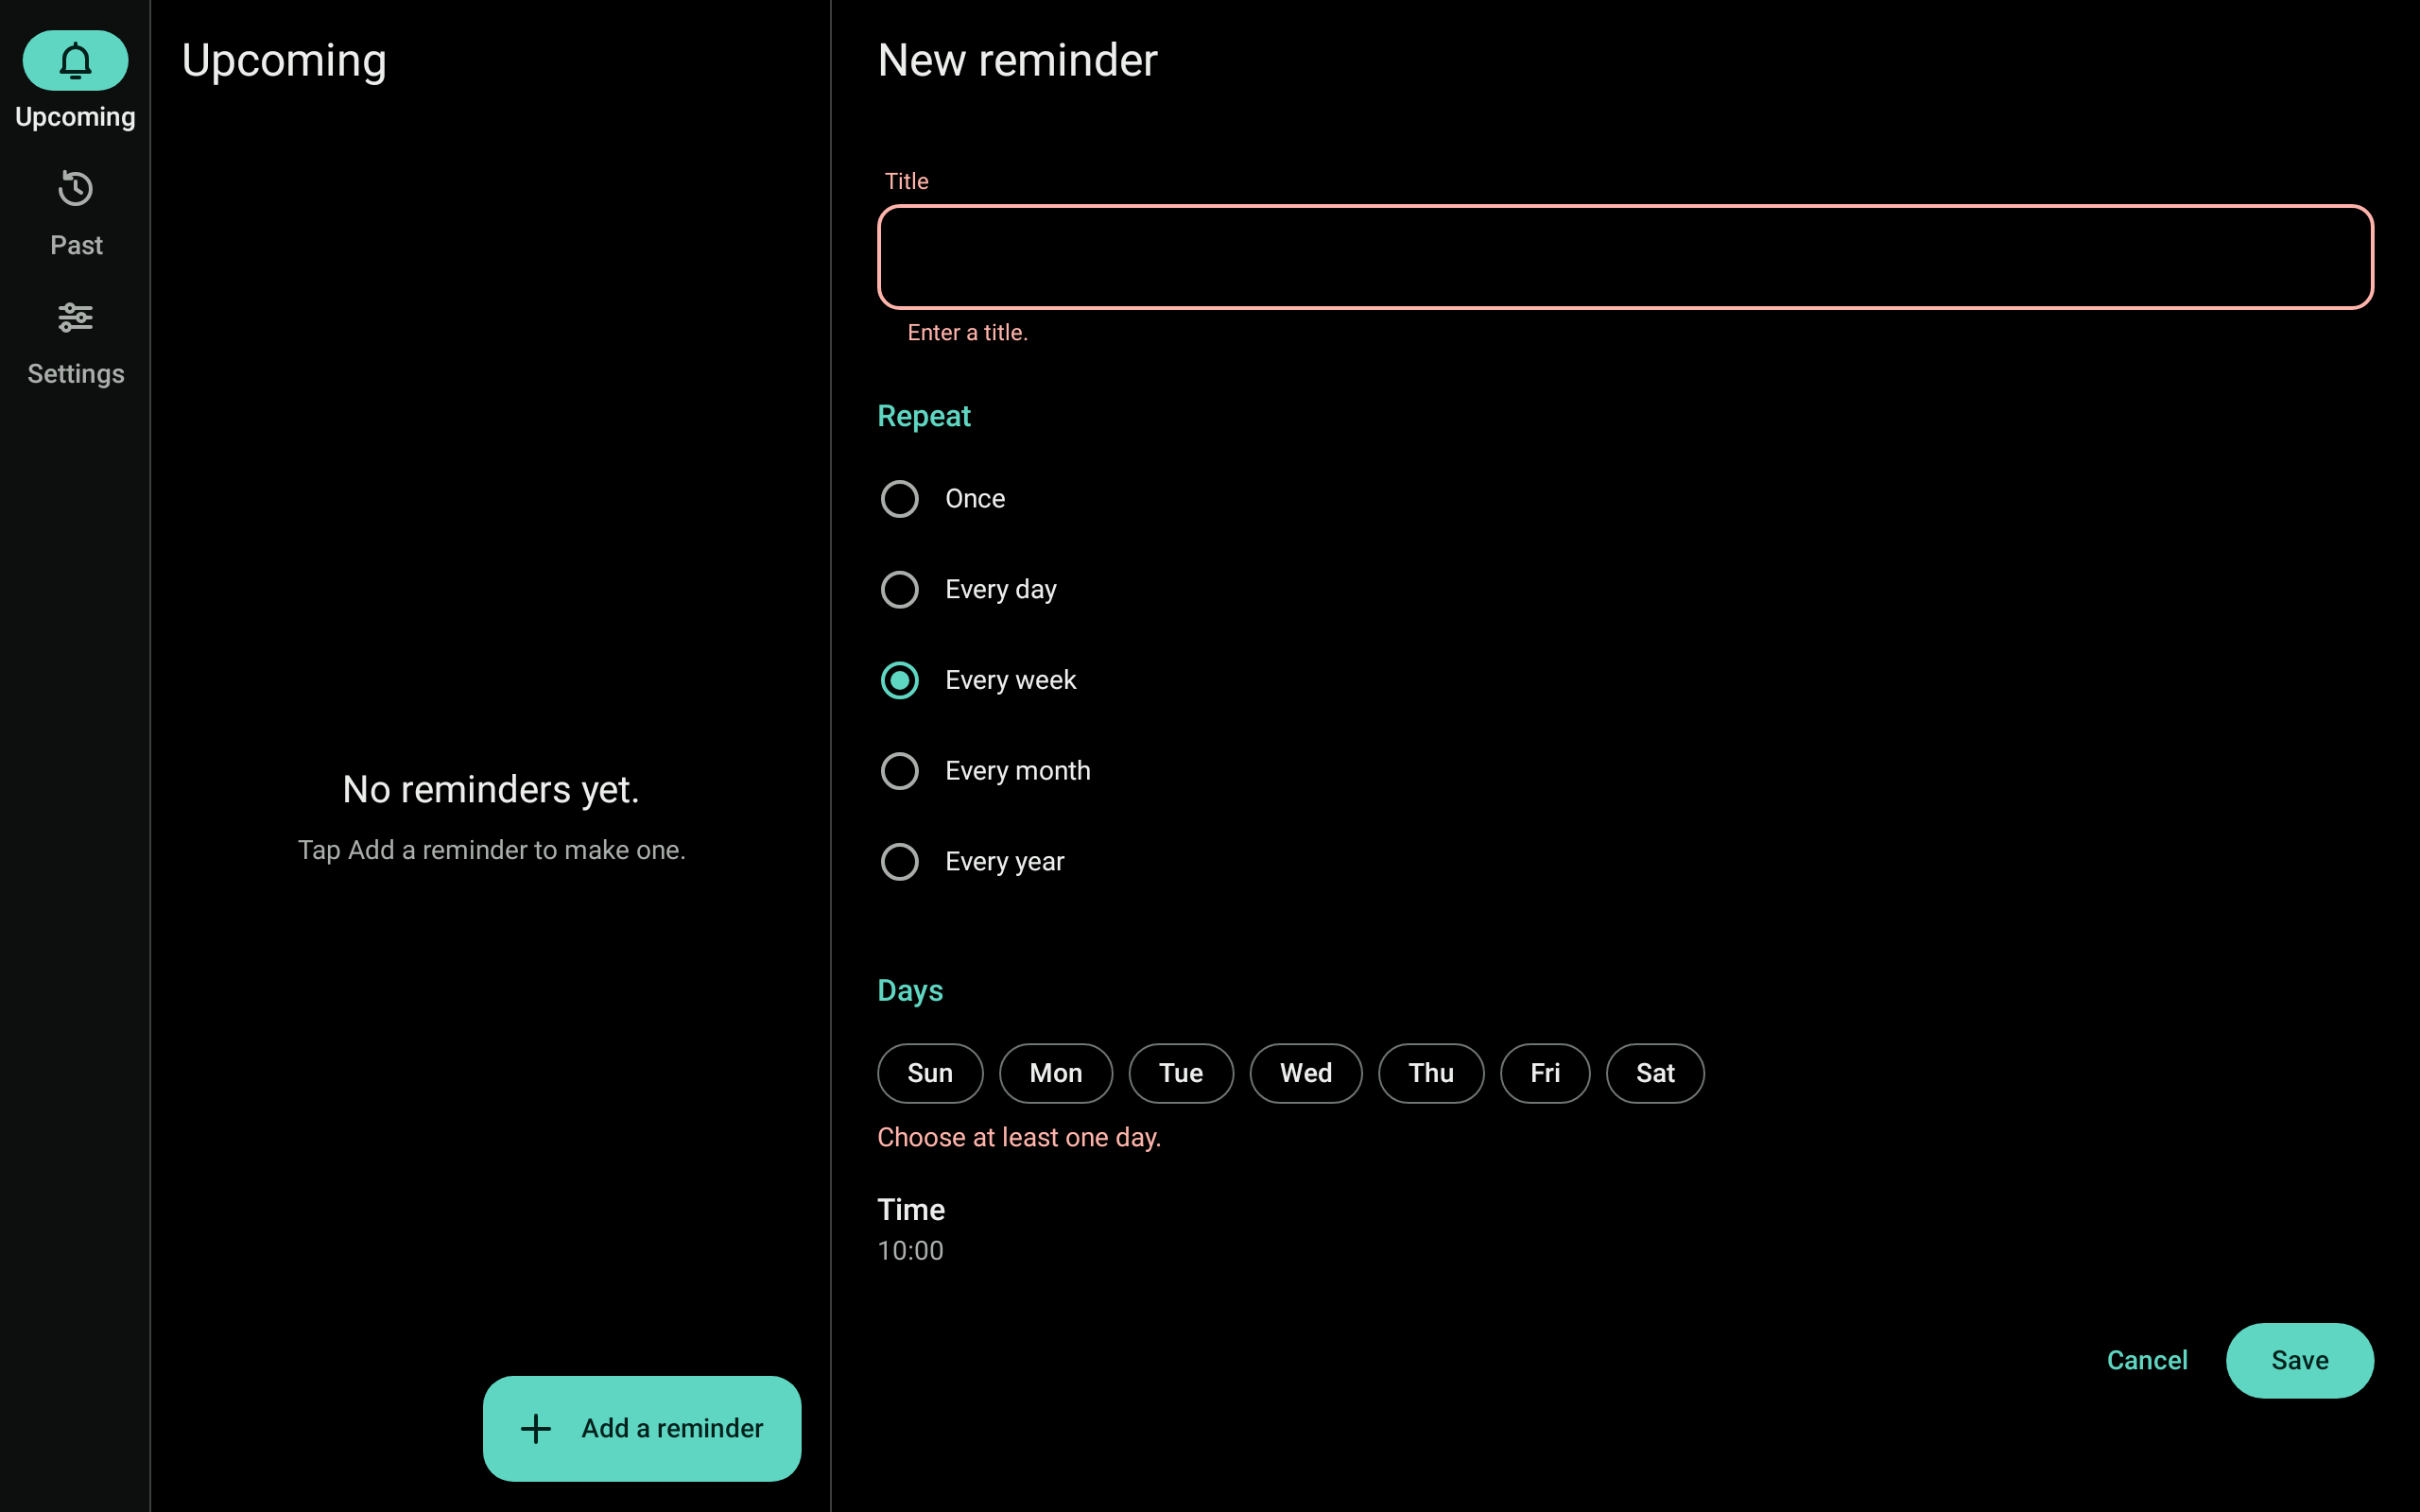 Upcoming
Past
Settings
Upcoming
No reminders yet.
Tap Add a reminder to make one.
Add a reminder
New reminder
Title
Enter a title.
Repeat
Once
Every day
Every week
Every month
Every year
Days
Sun Mon Tue Wed Thu Fri Sat
Choose at least one day.
Time
10:00
Cancel Save